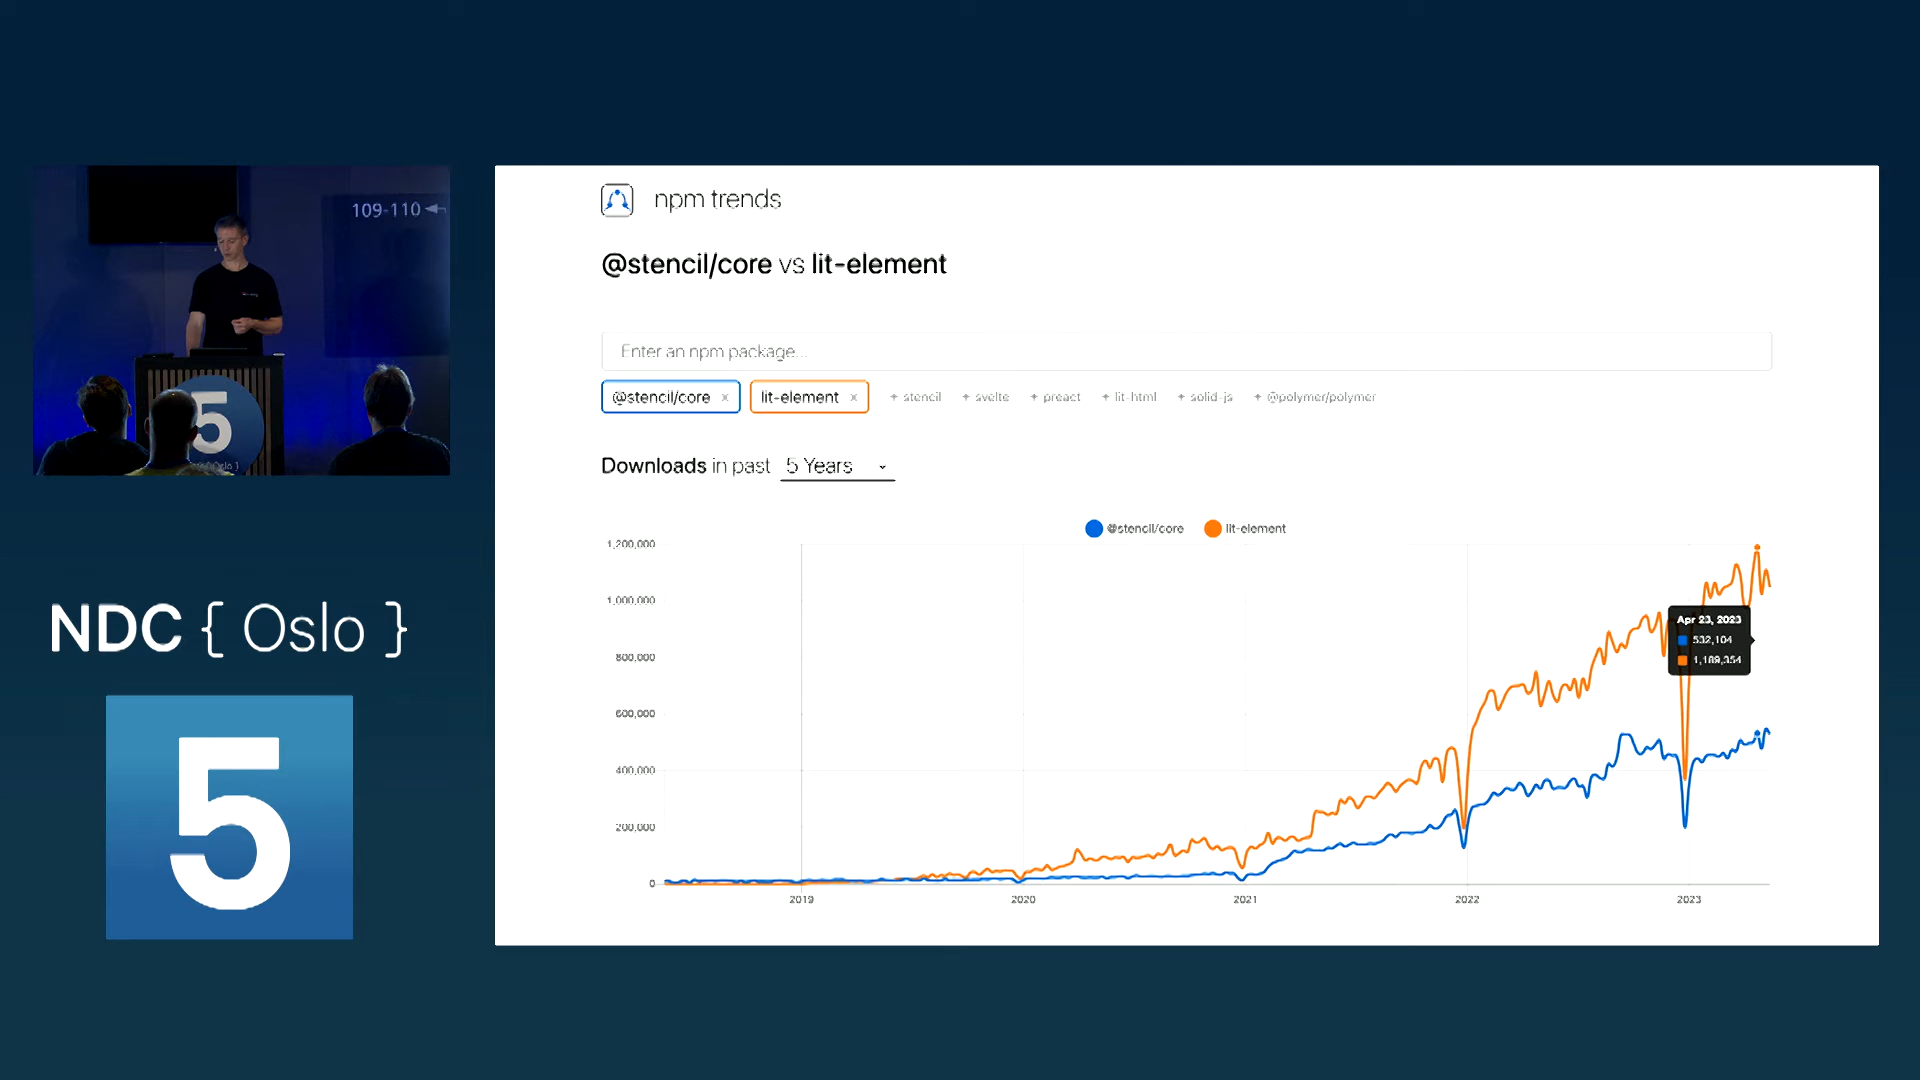 109-110
5
NDC { Oslo }
5
npm trends
@stencil/core vs lit-element
Enter an npm package...
@stencil/core × lit-element × + stencil + svelte + preact + lit-html + solid-js + @polymer/polymer
Downloads in past 5 Years
@stencil/core lit-element
1,200,000
1,000,000
800,000
600,000
400,000
200,000
0
Apr 23, 2023
532,104
1,189,354
2019 2020 2021 2022 2023